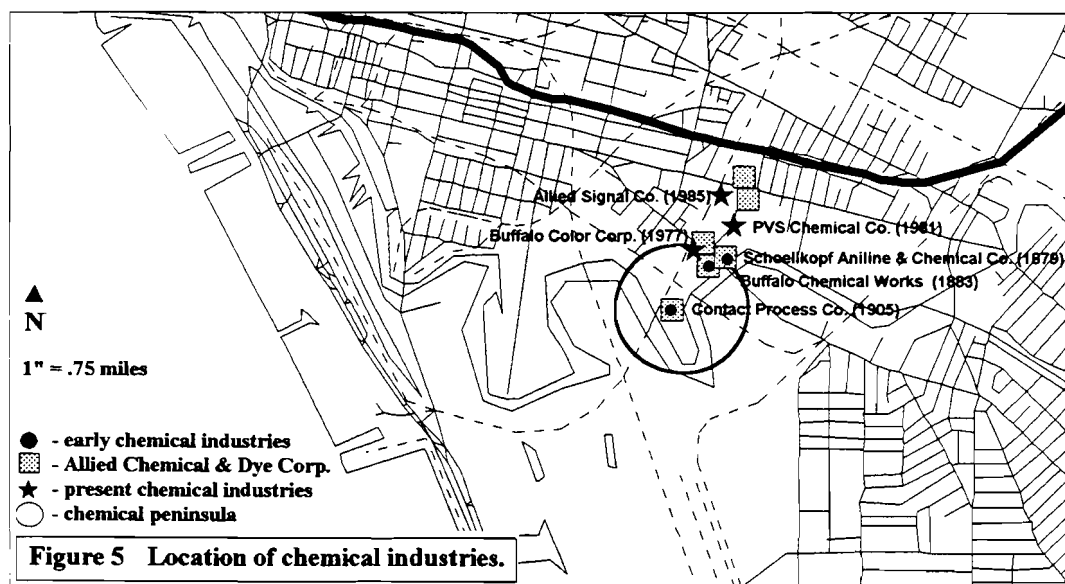 Allied Signal Co. (1985)
PVS Chemical Co. (1981)
Buffalo Color Corp. (1977)
Schoellkopf Aniline & Chemical Co. (1879)
Buffalo Chemical Works (1883)
Contact Process Co. (1905)
N
1" = .75 miles
- early chemical industries
- Allied Chemical & Dye Corp.
- present chemical industries
- chemical peninsula
Figure 5 Location of chemical industries.